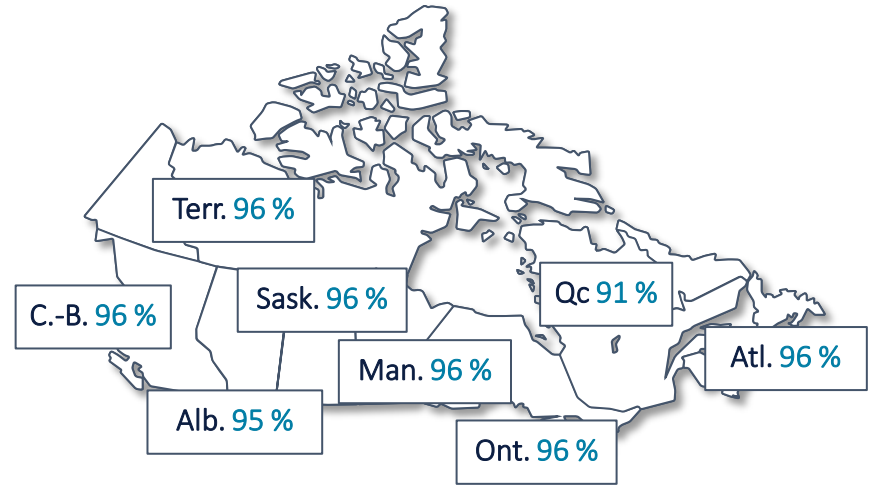 Terr. 96 %
Sask. 96 %
Qc 91 %
C.-B. 96 %
Man. 96 %
Atl. 96 %
Alb. 95 %
Ont. 96 %